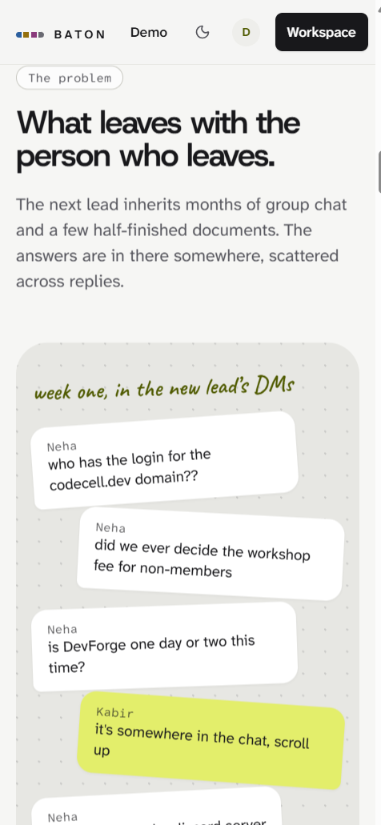 BATON Demo D Workspace
The problem
What leaves with the
person who leaves.
The next lead inherits months of group chat
and a few half-finished documents. The
answers are in there somewhere, scattered
across replies.
week one, in the new lead's DMs
Neha
who has the login for the
codecell.dev domain??
Neha
did we ever decide the workshop
fee for non-members
Neha
is DevForge one day or two this
time?
Kabir
it's somewhere in the chat, scroll
up
Neha